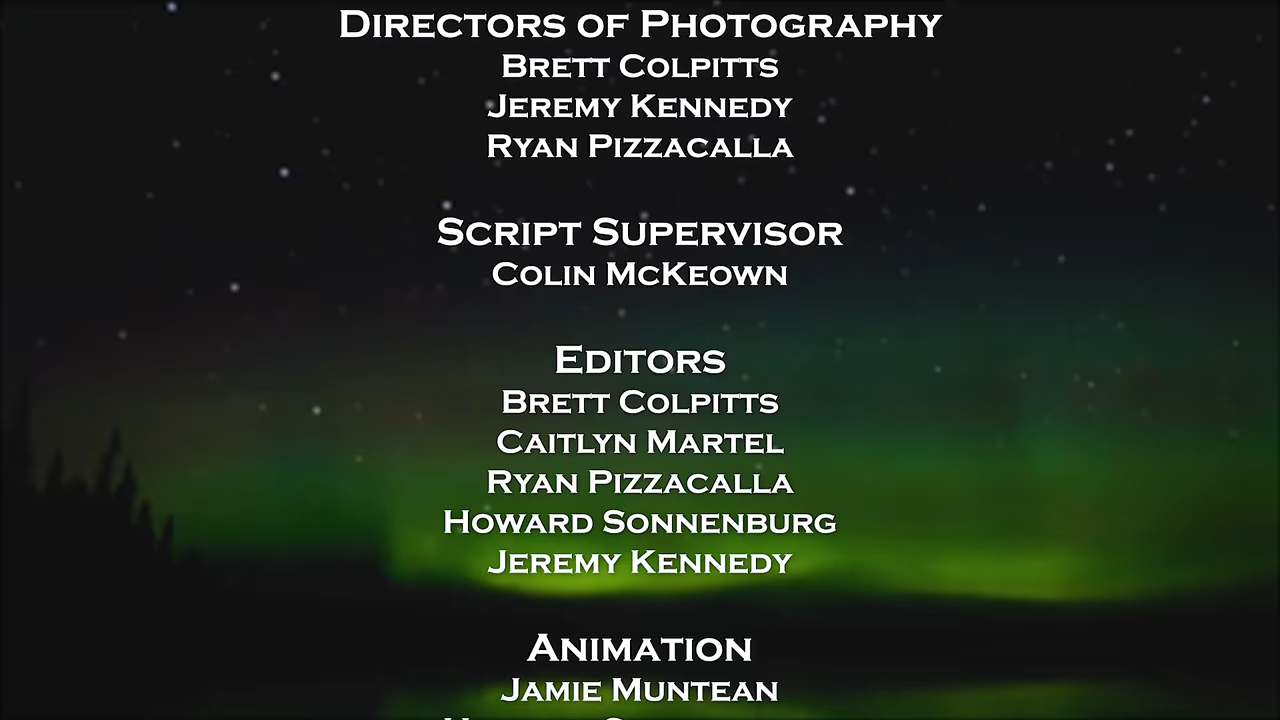 Directors of Photography
Brett Colpitts
Jeremy Kennedy
Ryan Pizzacalla
Script Supervisor
Colin McKeown
Editors
Brett Colpitts
Caitlyn Martel
Ryan Pizzacalla
Howard Sonnenburg
Jeremy Kennedy
Animation
Jamie Muntean